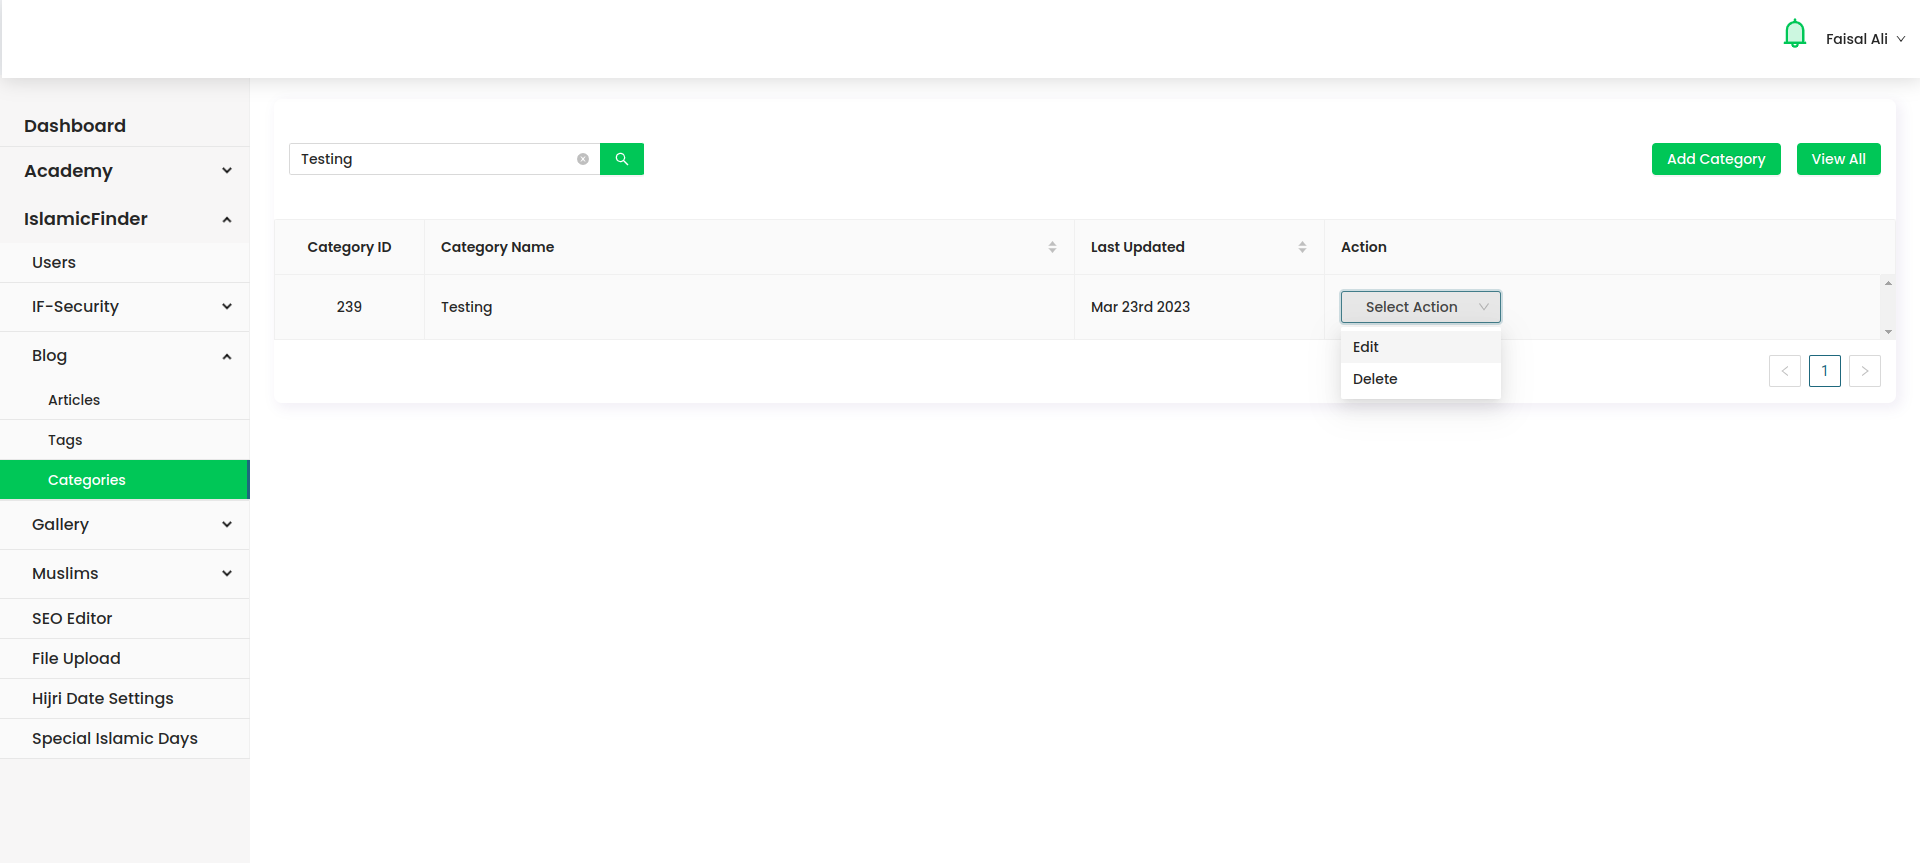 Faisal Ali
Dashboard
Academy
IslamicFinder
Users
IF-Security
Blog
Articles
Tags
Categories
Gallery
Muslims
SEO Editor
File Upload
Hijri Date Settings
Special Islamic Days
Testing
Add Category
View All
Category ID Category Name Last Updated Action
239 Testing Mar 23rd 2023 Select Action
Edit
Delete
1